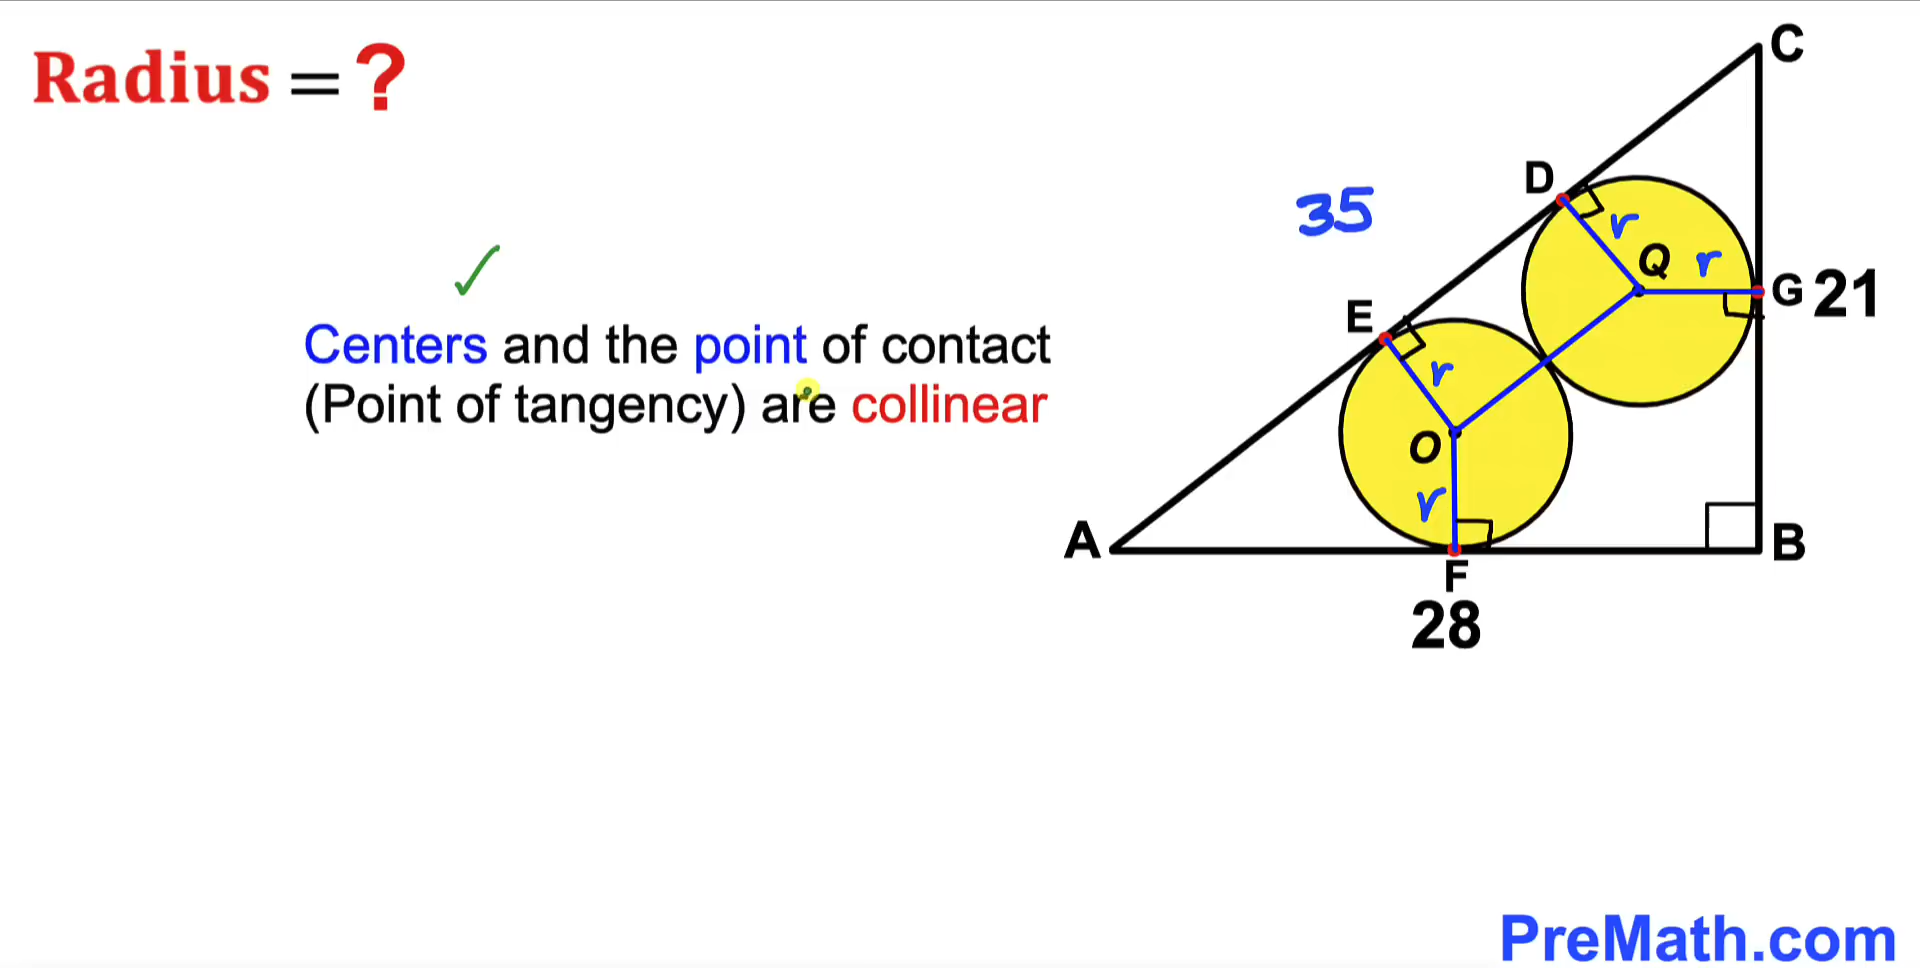 Radius = ?
Centers and the point of contact
(Point of tangency) are collinear
C
D
35
r
Q
r
G 21
E
r
O
r
A
B
F
28
PreMath.com